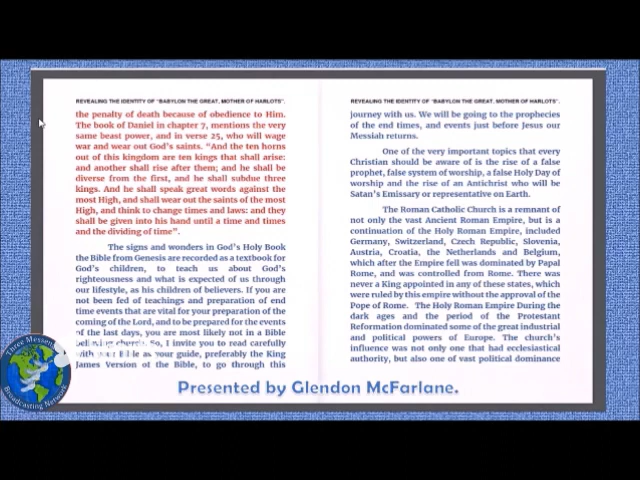 REVEALING THE IDENTITY OF "BABYLON THE GREAT, MOTHER OF HARLOTS".
the penalty of death because of obedience to Him.
The book of Daniel in chapter 7, mentions the very
same beast power, and in verse 25, who will wage
war and wear out God's saints. "And the ten horns
out of this kingdom are ten kings that shall arise:
and another shall rise after them; and he shall be
diverse from the first, and he shall subdue three
kings. And he shall speak great words against the
most High, and shall wear out the saints of the most
High, and think to change times and laws: and they
shall be given into his hand until a time and times
and the dividing of time".
The signs and wonders in God's Holy Book
the Bible from Genesis are recorded as a textbook for
God's children, to teach us about God's
righteousness and what is expected of us through
our lifestyle, as his children of believers. If you are
not been fed of teachings and preparation of end
time events that are vital for your preparation of the
coming of the Lord, and to be prepared for the events
of the last days, you are most likely not in a Bible
believing church. So, I invite you to read carefully
with your Bible as your guide, preferably the King
James Version of the Bible, to go through this
REVEALING THE IDENTITY OF "BABYLON THE GREAT, MOTHER OF HARLOTS".
journey with us. We will be going to the prophecies
of the end times, and events just before Jesus our
Messiah returns.
One of the very important topics that every
Christian should be aware of is the rise of a false
prophet, false system of worship, a false Holy Day of
worship and the rise of an Antichrist who will be
Satan's Emissary or representative on Earth.
The Roman Catholic Church is a remnant of
not only the vast Ancient Roman Empire, but is a
continuation of the Holy Roman Empire, included
Germany, Switzerland, Czech Republic, Slovenia,
Austria, Croatia, the Netherlands and Belgium,
which after the Empire fell was dominated by Papal
Rome, and was controlled from Rome. There was
never a King appointed in any of these states, which
were ruled by this empire without the approval of the
Pope of Rome. The Holy Roman Empire During the
dark ages and the period of the Protestant
Reformation dominated some of the great industrial
and political powers of Europe. The church's
influence was not only one that had ecclesiastical
authority, but also one of vast political dominance
Three Messen
Broadcasting Network
Presented by Glendon McFarlane.